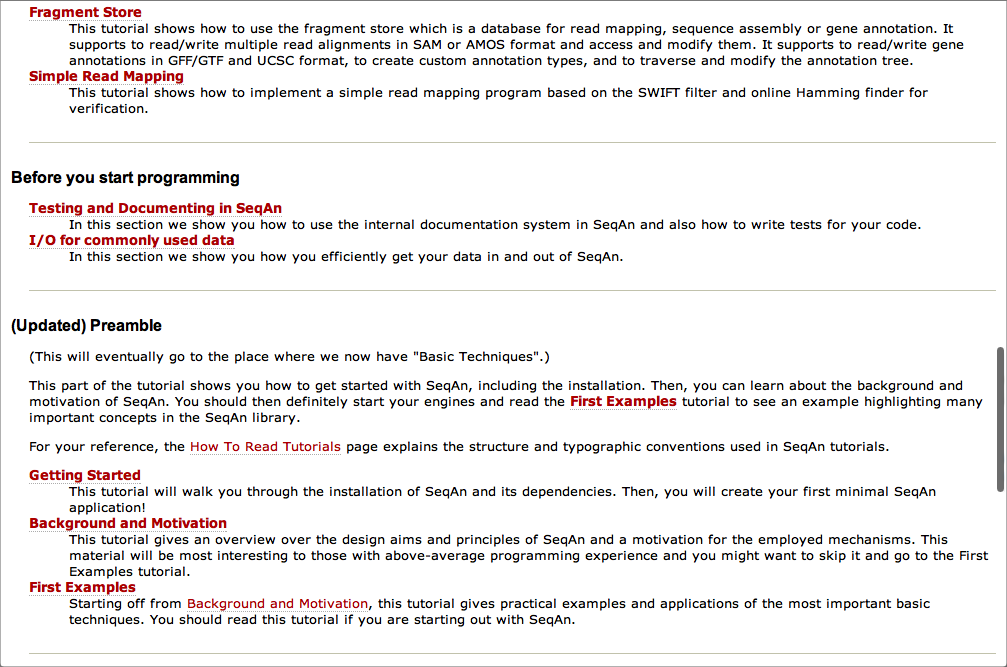 Fragment Store
This tutorial shows how to use the fragment store which is a database for read mapping, sequence assembly or gene annotation. It
supports to read/write multiple read alignments in SAM or AMOS format and access and modify them. It supports to read/write gene
annotations in GFF/GTF and UCSC format, to create custom annotation types, and to traverse and modify the annotation tree.
Simple Read Mapping
This tutorial shows how to implement a simple read mapping program based on the SWIFT filter and online Hamming finder for
verification.
Before you start programming
Testing and Documenting in SeqAn
In this section we show you how to use the internal documentation system in SeqAn and also how to write tests for your code.
I/O for commonly used data
In this section we show you how you efficiently get your data in and out of SeqAn.
(Updated) Preamble
(This will eventually go to the place where we now have "Basic Techniques".)
This part of the tutorial shows you how to get started with SeqAn, including the installation. Then, you can learn about the background and
motivation of SeqAn. You should then definitely start your engines and read the First Examples tutorial to see an example highlighting many
important concepts in the SeqAn library.
For your reference, the How To Read Tutorials page explains the structure and typographic conventions used in SeqAn tutorials.
Getting Started
This tutorial will walk you through the installation of SeqAn and its dependencies. Then, you will create your first minimal SeqAn
application!
Background and Motivation
This tutorial gives an overview over the design aims and principles of SeqAn and a motivation for the employed mechanisms. This
material will be most interesting to those with above-average programming experience and you might want to skip it and go to the First
Examples tutorial.
First Examples
Starting off from Background and Motivation, this tutorial gives practical examples and applications of the most important basic
techniques. You should read this tutorial if you are starting out with SeqAn.